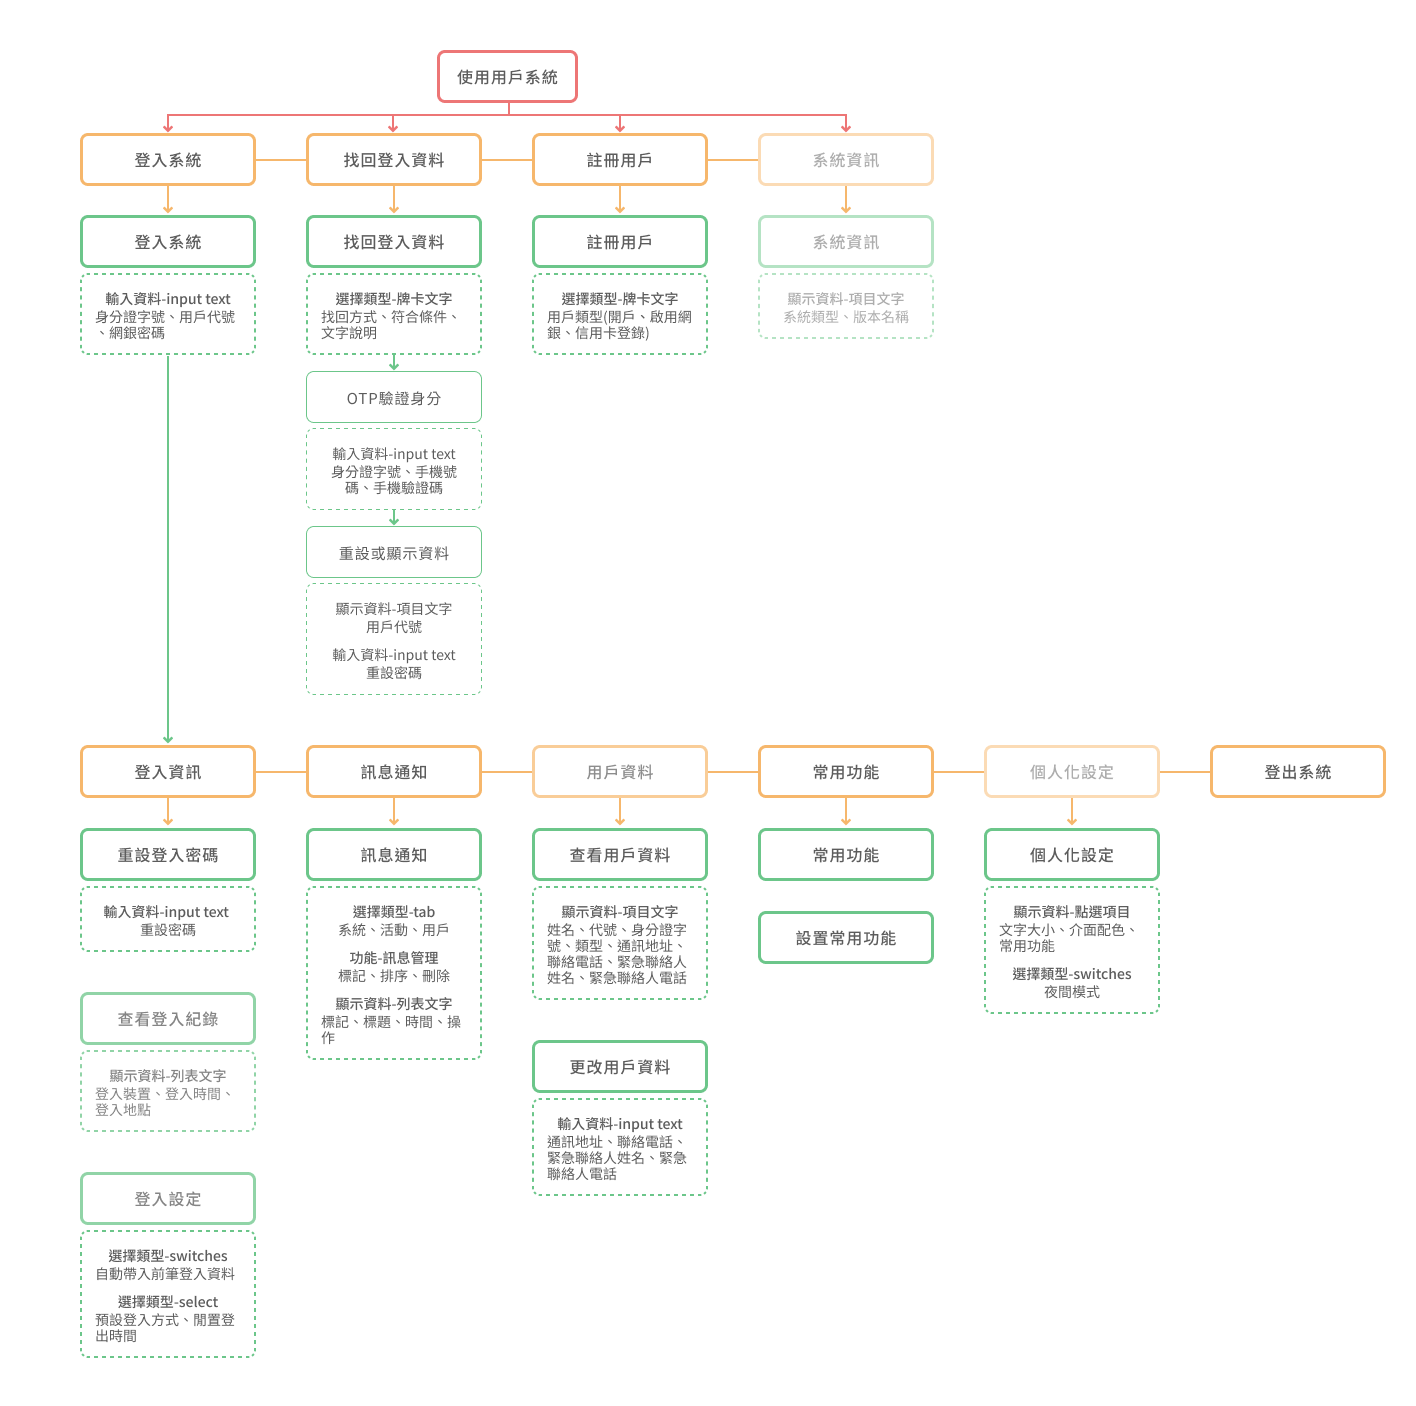 使用用戶系統
登入系統
找回登入資料
註冊用戶
系統資訊
登入系統
找回登入資料
註冊用戶
系統資訊
輸入資料-input text
身分證字號、用戶代號
、網銀密碼
選擇類型-牌卡文字
找回方式、符合條件、
文字說明
選擇類型-牌卡文字
用戶類型(開戶、啟用網
銀、信用卡登錄)
顯示資料-項目文字
系統類型、版本名稱
OTP驗證身分
輸入資料-input text
身分證字號、手機號
碼、手機驗證碼
重設或顯示資料
顯示資料-項目文字
用戶代號
輸入資料-input text
重設密碼
登入資訊
訊息通知
用戶資料
常用功能
個人化設定
登出系統
重設登入密碼
輸入資料-input text
重設密碼
查看登入紀錄
顯示資料-列表文字
登入裝置、登入時間、
登入地點
登入設定
選擇類型-switches
自動帶入前筆登入資料
選擇類型-select
預設登入方式、閒置登
出時間
訊息通知
選擇類型-tab
系統、活動、用戶
功能-訊息管理
標記、排序、刪除
顯示資料-列表文字
標記、標題、時間、操
作
查看用戶資料
顯示資料-項目文字
姓名、代號、身分證字
號、類型、通訊地址、
聯絡電話、緊急聯絡人
姓名、緊急聯絡人電話
更改用戶資料
輸入資料-input text
通訊地址、聯絡電話、
緊急聯絡人姓名、緊急
聯絡人電話
常用功能
設置常用功能
個人化設定
顯示資料-點選項目
文字大小、介面配色、
常用功能
選擇類型-switches
夜間模式